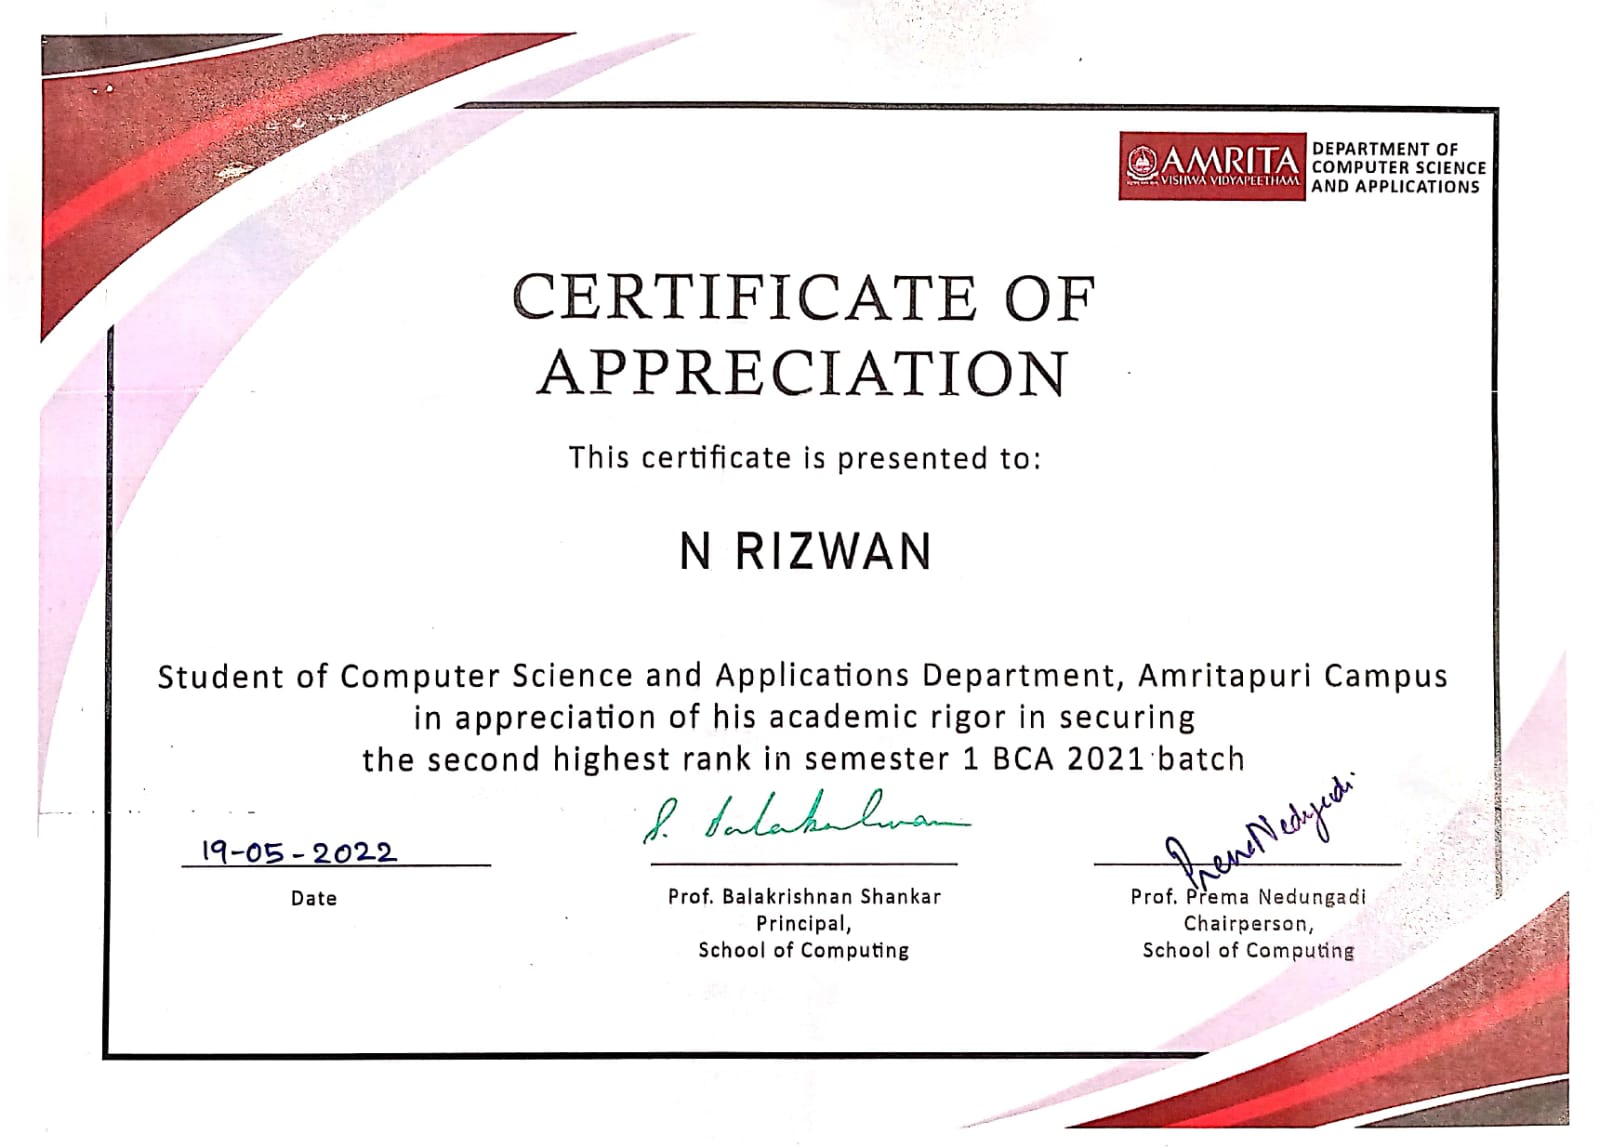 AMRITA
VISHWA VIDYAPEETHAM
DEPARTMENT OF
COMPUTER SCIENCE
AND APPLICATIONS
CERTIFICATE OF
APPRECIATION
This certificate is presented to:
N RIZWAN
Student of Computer Science and Applications Department, Amritapuri Campus
in appreciation of his academic rigor in securing
the second highest rank in semester 1 BCA 2021 batch
19-05-2022
Date
Prof. Balakrishnan Shankar
Principal,
School of Computing
Prof. Prema Nedungadi
Chairperson,
School of Computing